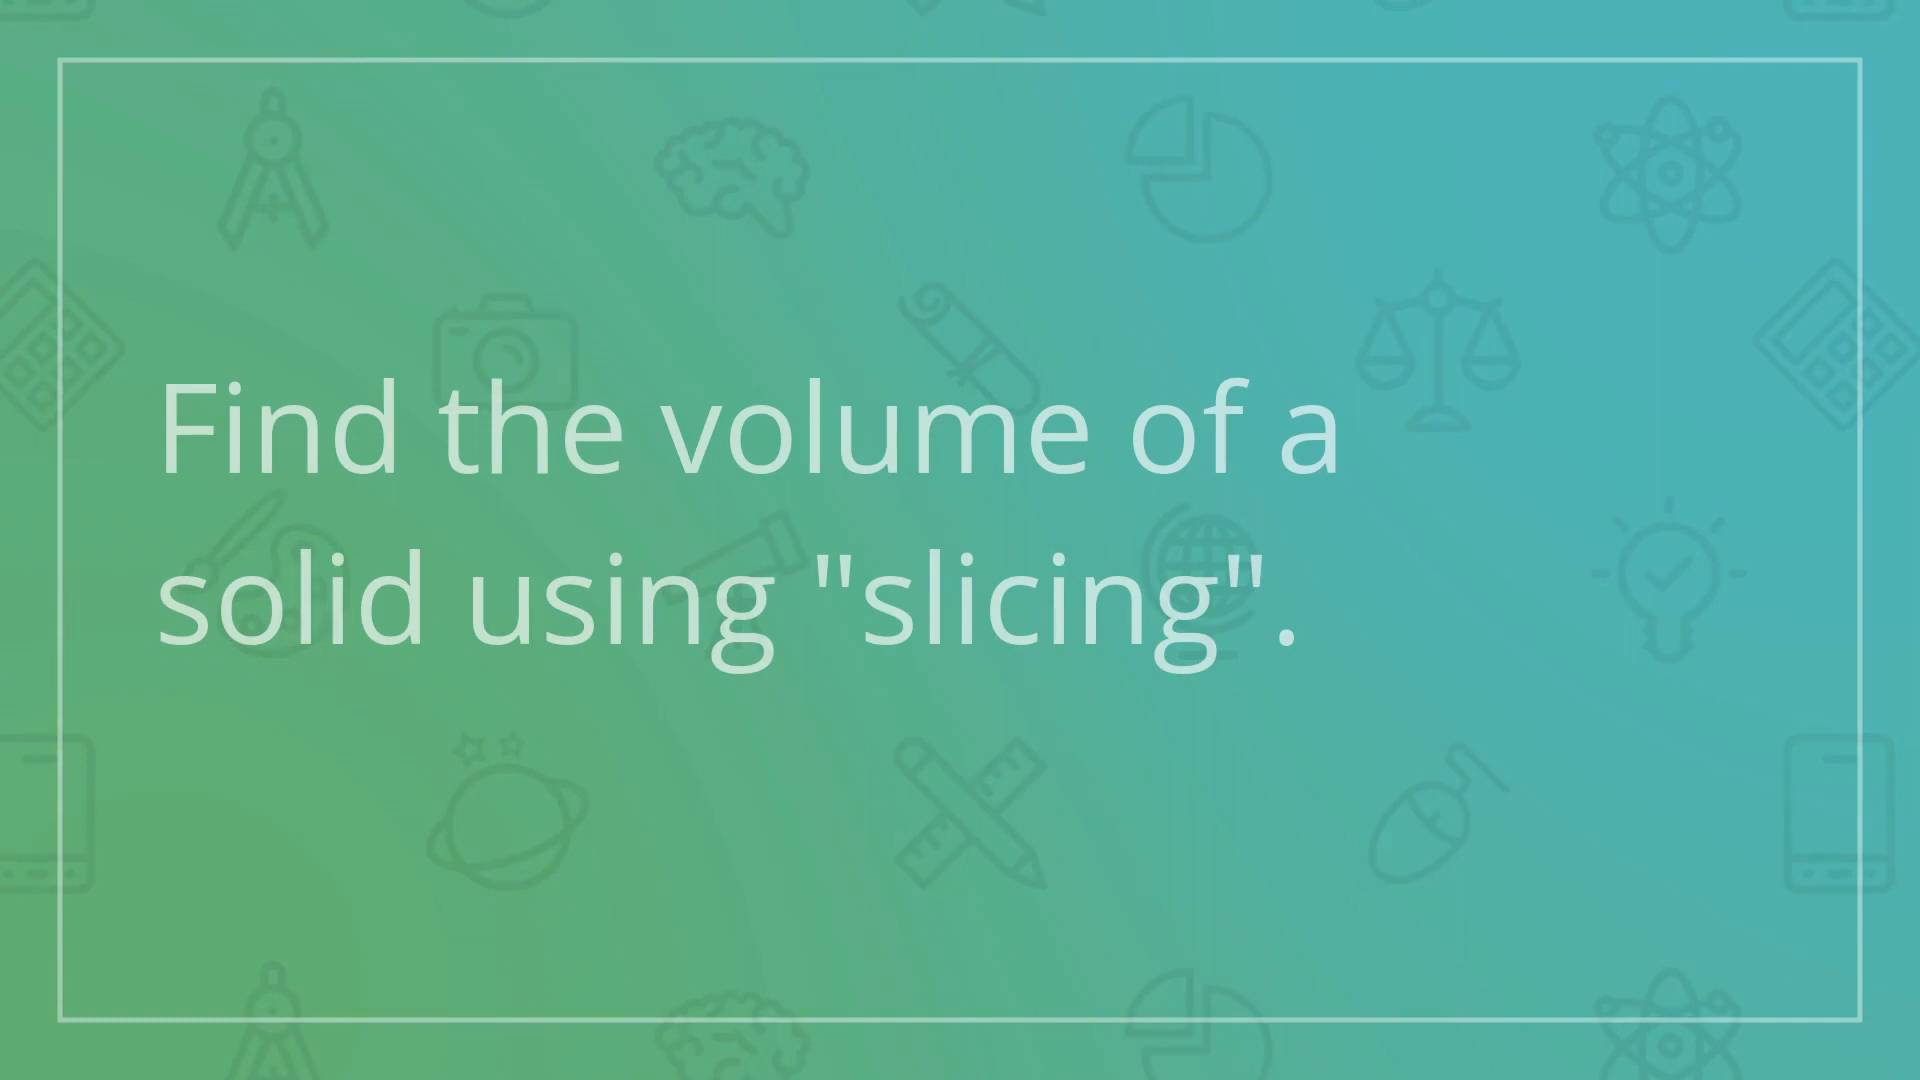 Find the volume of a
solid using "slicing".